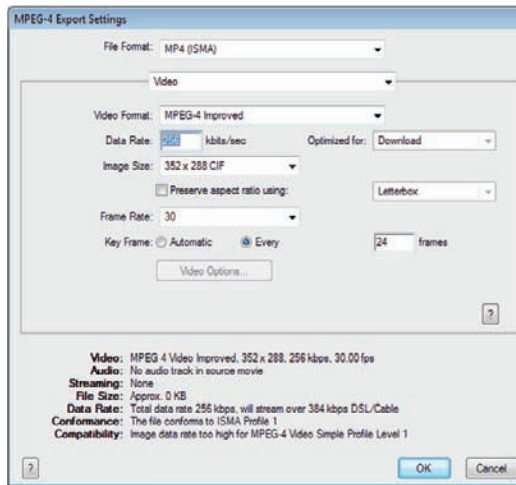 MPEG-4 Export Settings
File Format: MP4 (ISMA)
Video
Video Format: MPEG-4 Improved
Data Rate: 256 kbits/sec Optimized for: Download
Image Size: 352 x 288 CIF
Preserve aspect ratio using: Letterbox
Frame Rate: 30
Key Frame: Automatic Every 24 frames
Video Options...
?
Video: MPEG 4 Video Improved, 352 x 288, 256 kbps, 30.00 fps
Audio: No audio track in source movie
Streaming: None
File Size: Approx. 0 KB
Data Rate: Total data rate 256 kbps, will stream over 384 kbps DSL/Cable
Conformance: The file conforms to ISMA Profile 1
Compatibility: Image data rate too high for MPEG-4 Video Simple Profile Level 1
? OK Cancel